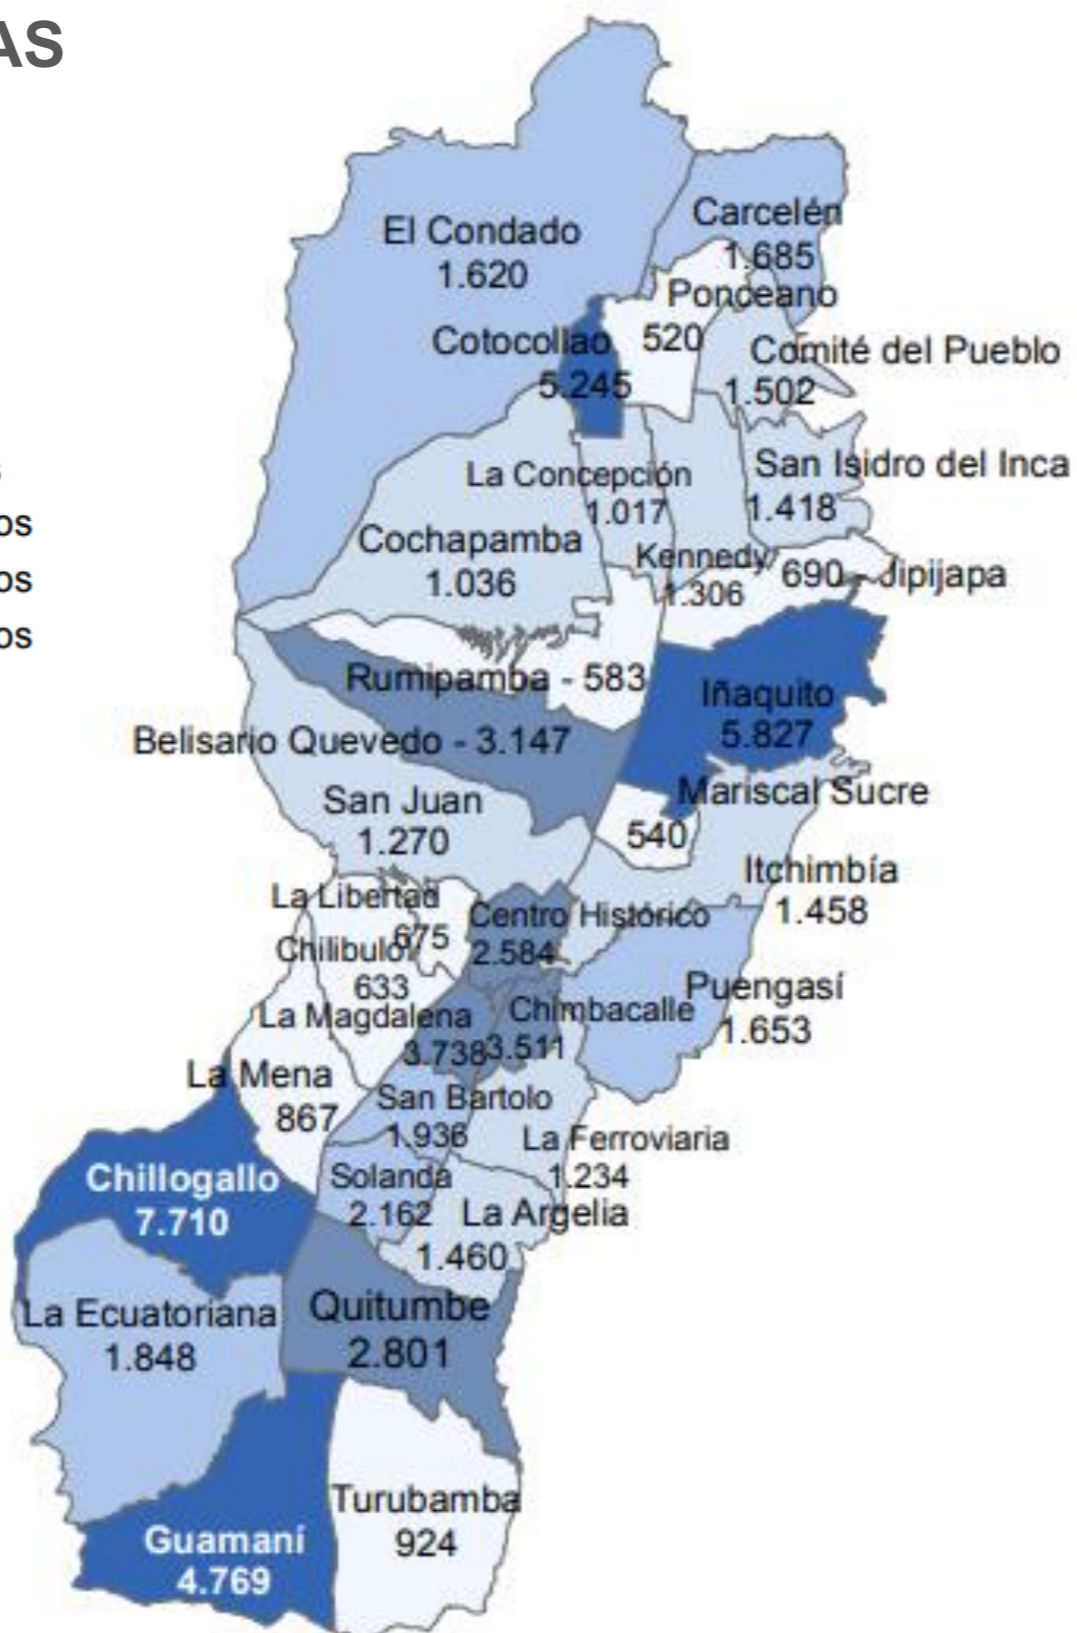 AS
s
os
os
os
El Condado
1.620
Carcelén
1.685
Ponceano
520
Cotocollao
5.245
Comité del Pueblo
1.502
La Concepción
1.017
San Isidro del Inca
1.418
Cochapamba
1.036
Kennedy
1.306
690 - Jipijapa
Rumipamba - 583
Iñaquito
5.827
Belisario Quevedo - 3.147
Mariscal Sucre
540
San Juan
1.270
Itchimbía
1.458
La Libertad
675
Centro Histórico
2.584
Chilibulo
633
Puengasí
1.653
La Magdalena
3.738
Chimbacalle
3.511
La Mena
867
San Bartolo
1.936
La Ferroviaria
1.234
Chillogallo
7.710
Solanda
2.162
La Argelia
1.460
La Ecuatoriana
1.848
Quitumbe
2.801
Turubamba
924
Guamaní
4.769